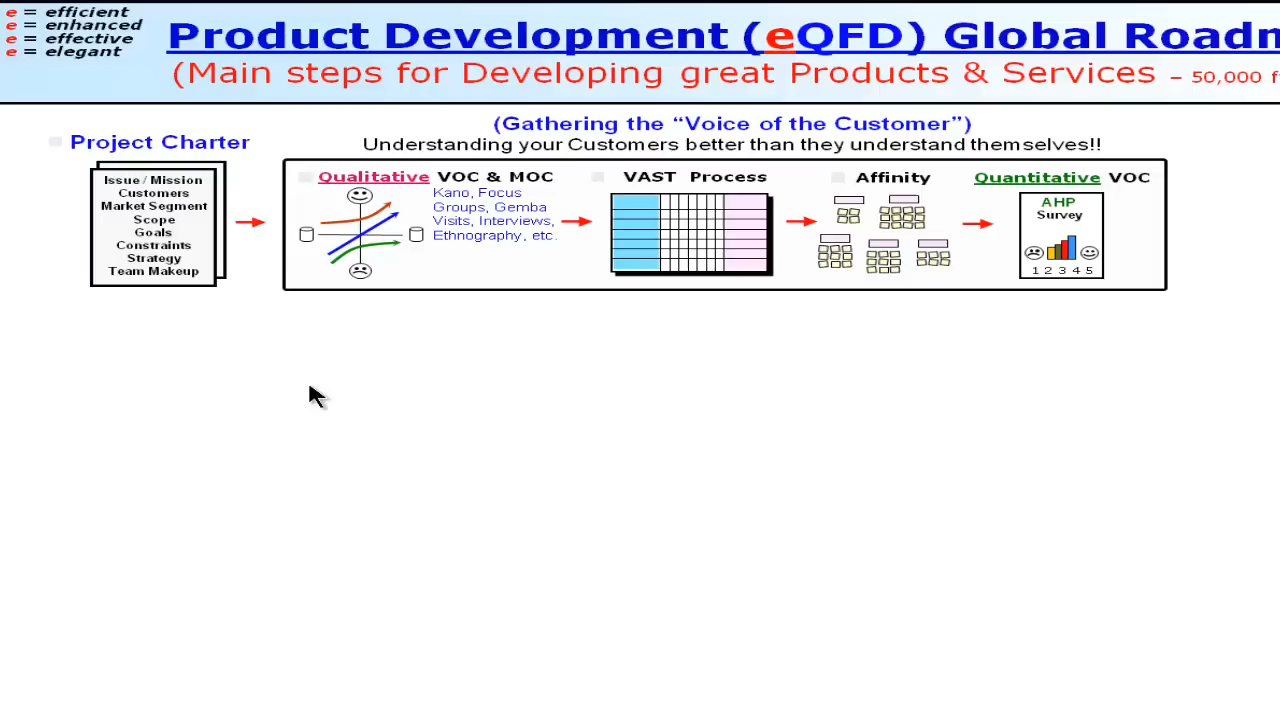 e = efficient
e = enhanced
e = effective
e = elegant
Product Development (eQFD) Global
(Main steps for Developing great Products & Services – 50,000
(Gathering the “Voice of the Customer”)
Understanding your Customers better than they understand themselves!!
Project Charter
Issue / Mission
Customers
Market Segment
Scope
Goals
Constraints
Strategy
Team Makeup
Qualitative VOC & MOC
Kano, Focus
Groups, Gemba
Visits, Interviews,
Ethnography, etc.
VAST Process
Affinity
Quantitative VOC
AHP
Survey
1 2 3 4 5